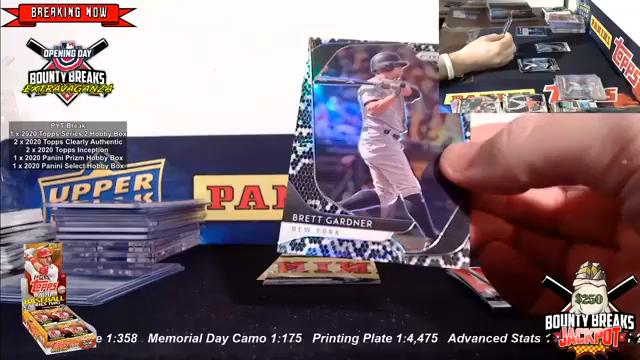 BREAKING NOW
OPENING DAY
BOUNTY BREAKS
EXTRAVAGANZA
PYT Break
1 x 2020 Topps Series 2 Hobby Box
2 x 2020 Topps Clearly Authentic
2 x 2020 Topps Inception
1 x 2020 Panini Prizm Hobby Box
1 x 2020 Panini Select Hobby Box
UPPER
PANI
BRETT GARDNER
NEW YORK
PANINI
Topps
TOPPS
BASEBALL
$250
BOUNTY BREAKS
JACKPOT
1:358 Memorial Day Camo 1:175 Printing Plate 1:4,475 Advanced Stats